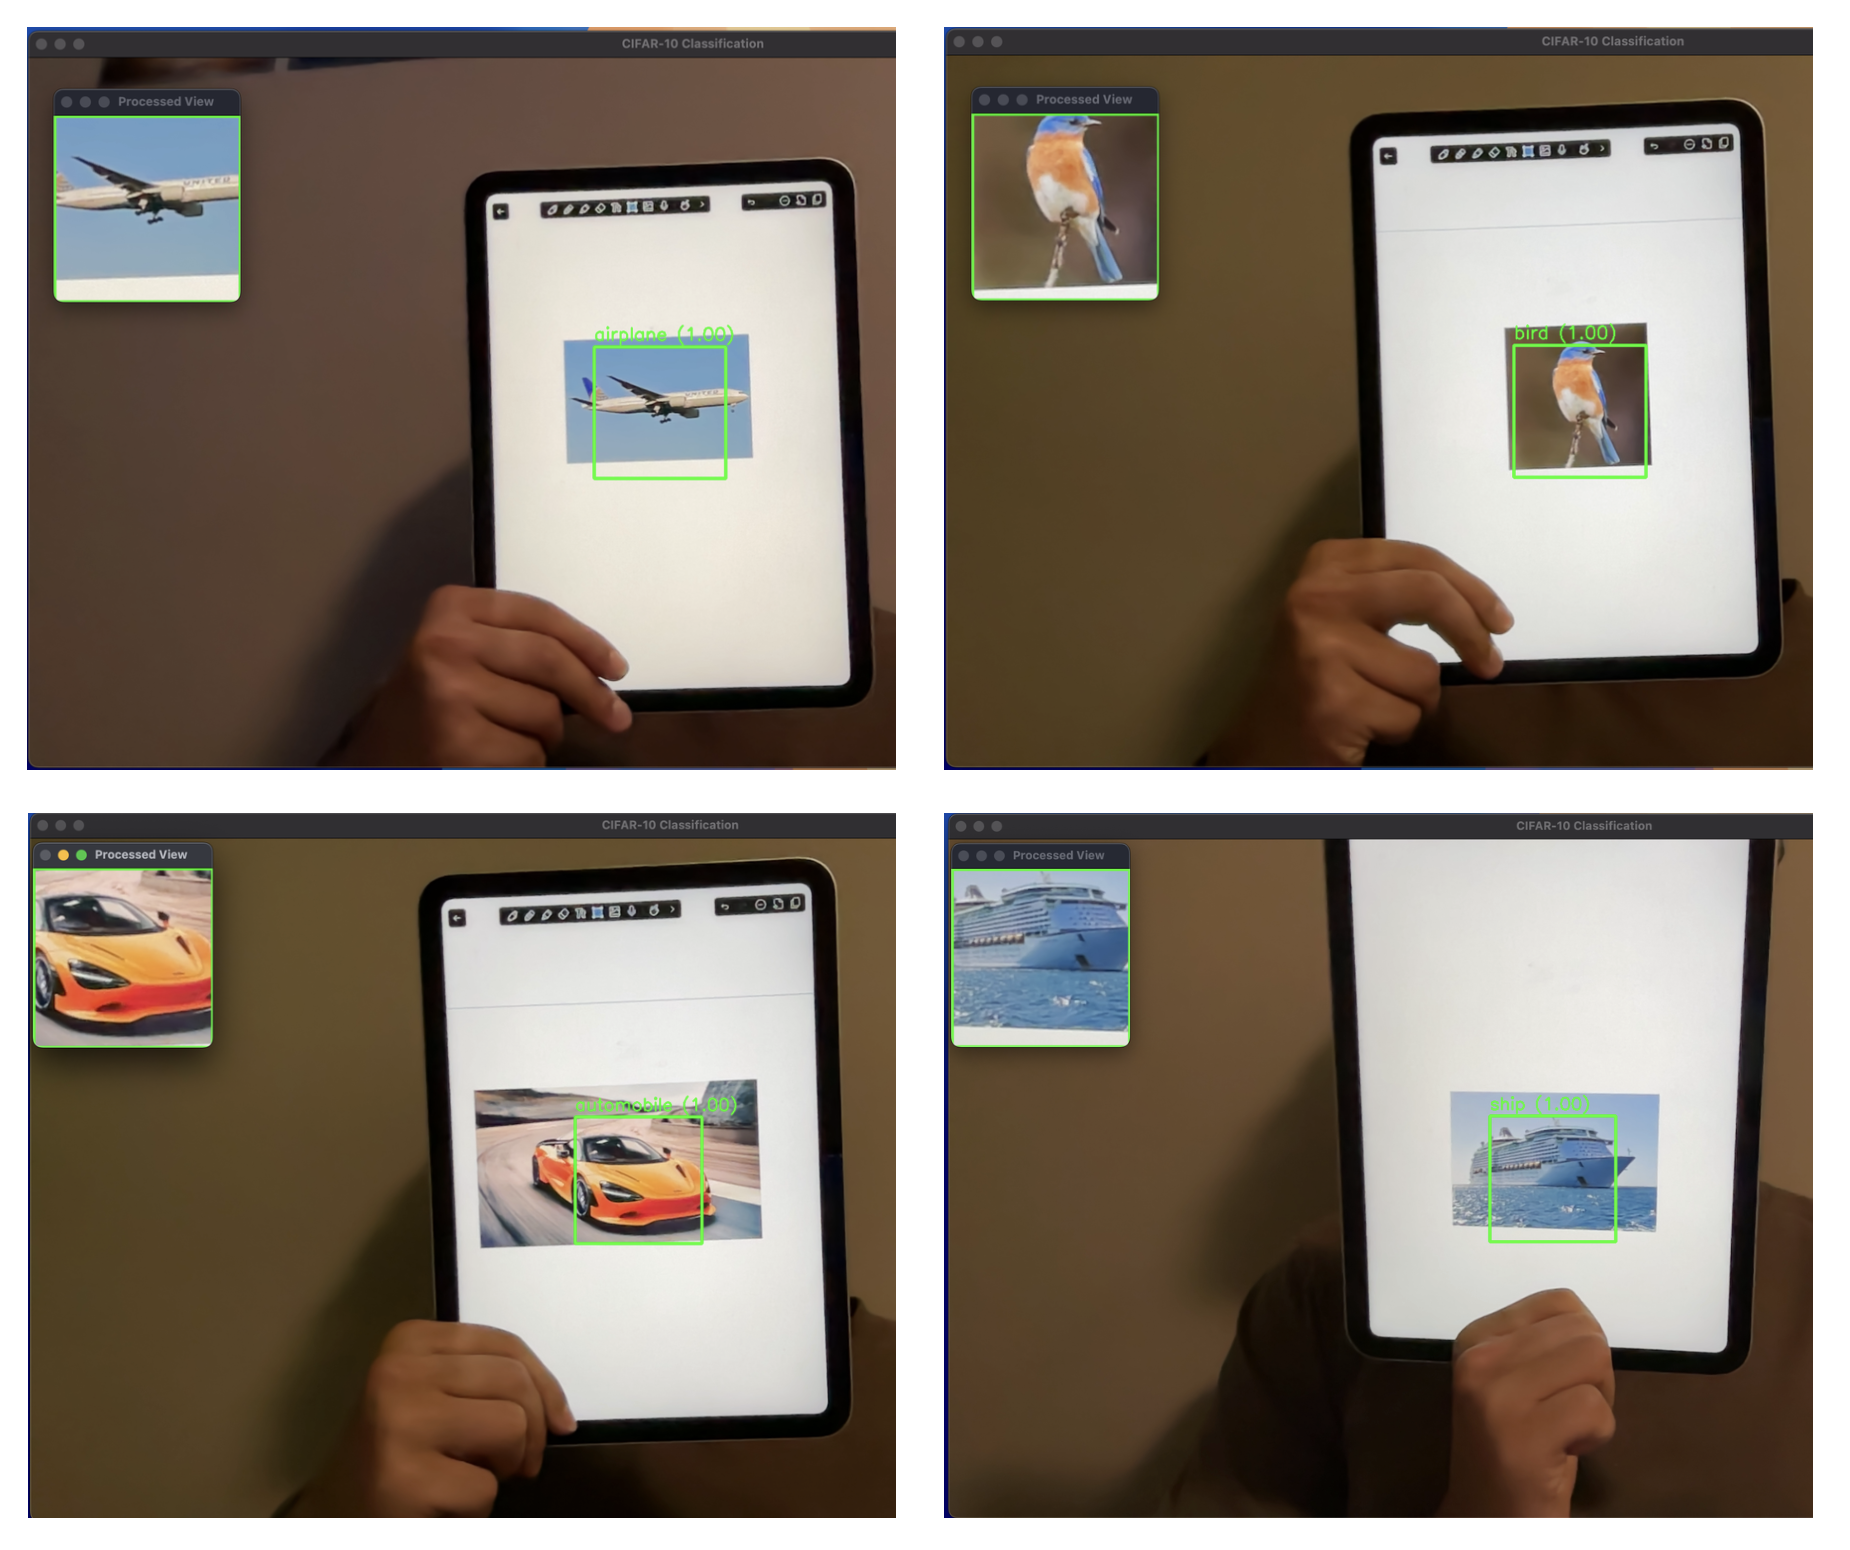 CIFAR-10 Classification
Processed View
UNITED
airplane (1.00)
UNITED
CIFAR-10 Classification
Processed View
bird (1.00)
CIFAR-10 Classification
Processed View
automobile (1.00)
CIFAR-10 Classification
Processed View
ship (1.00)